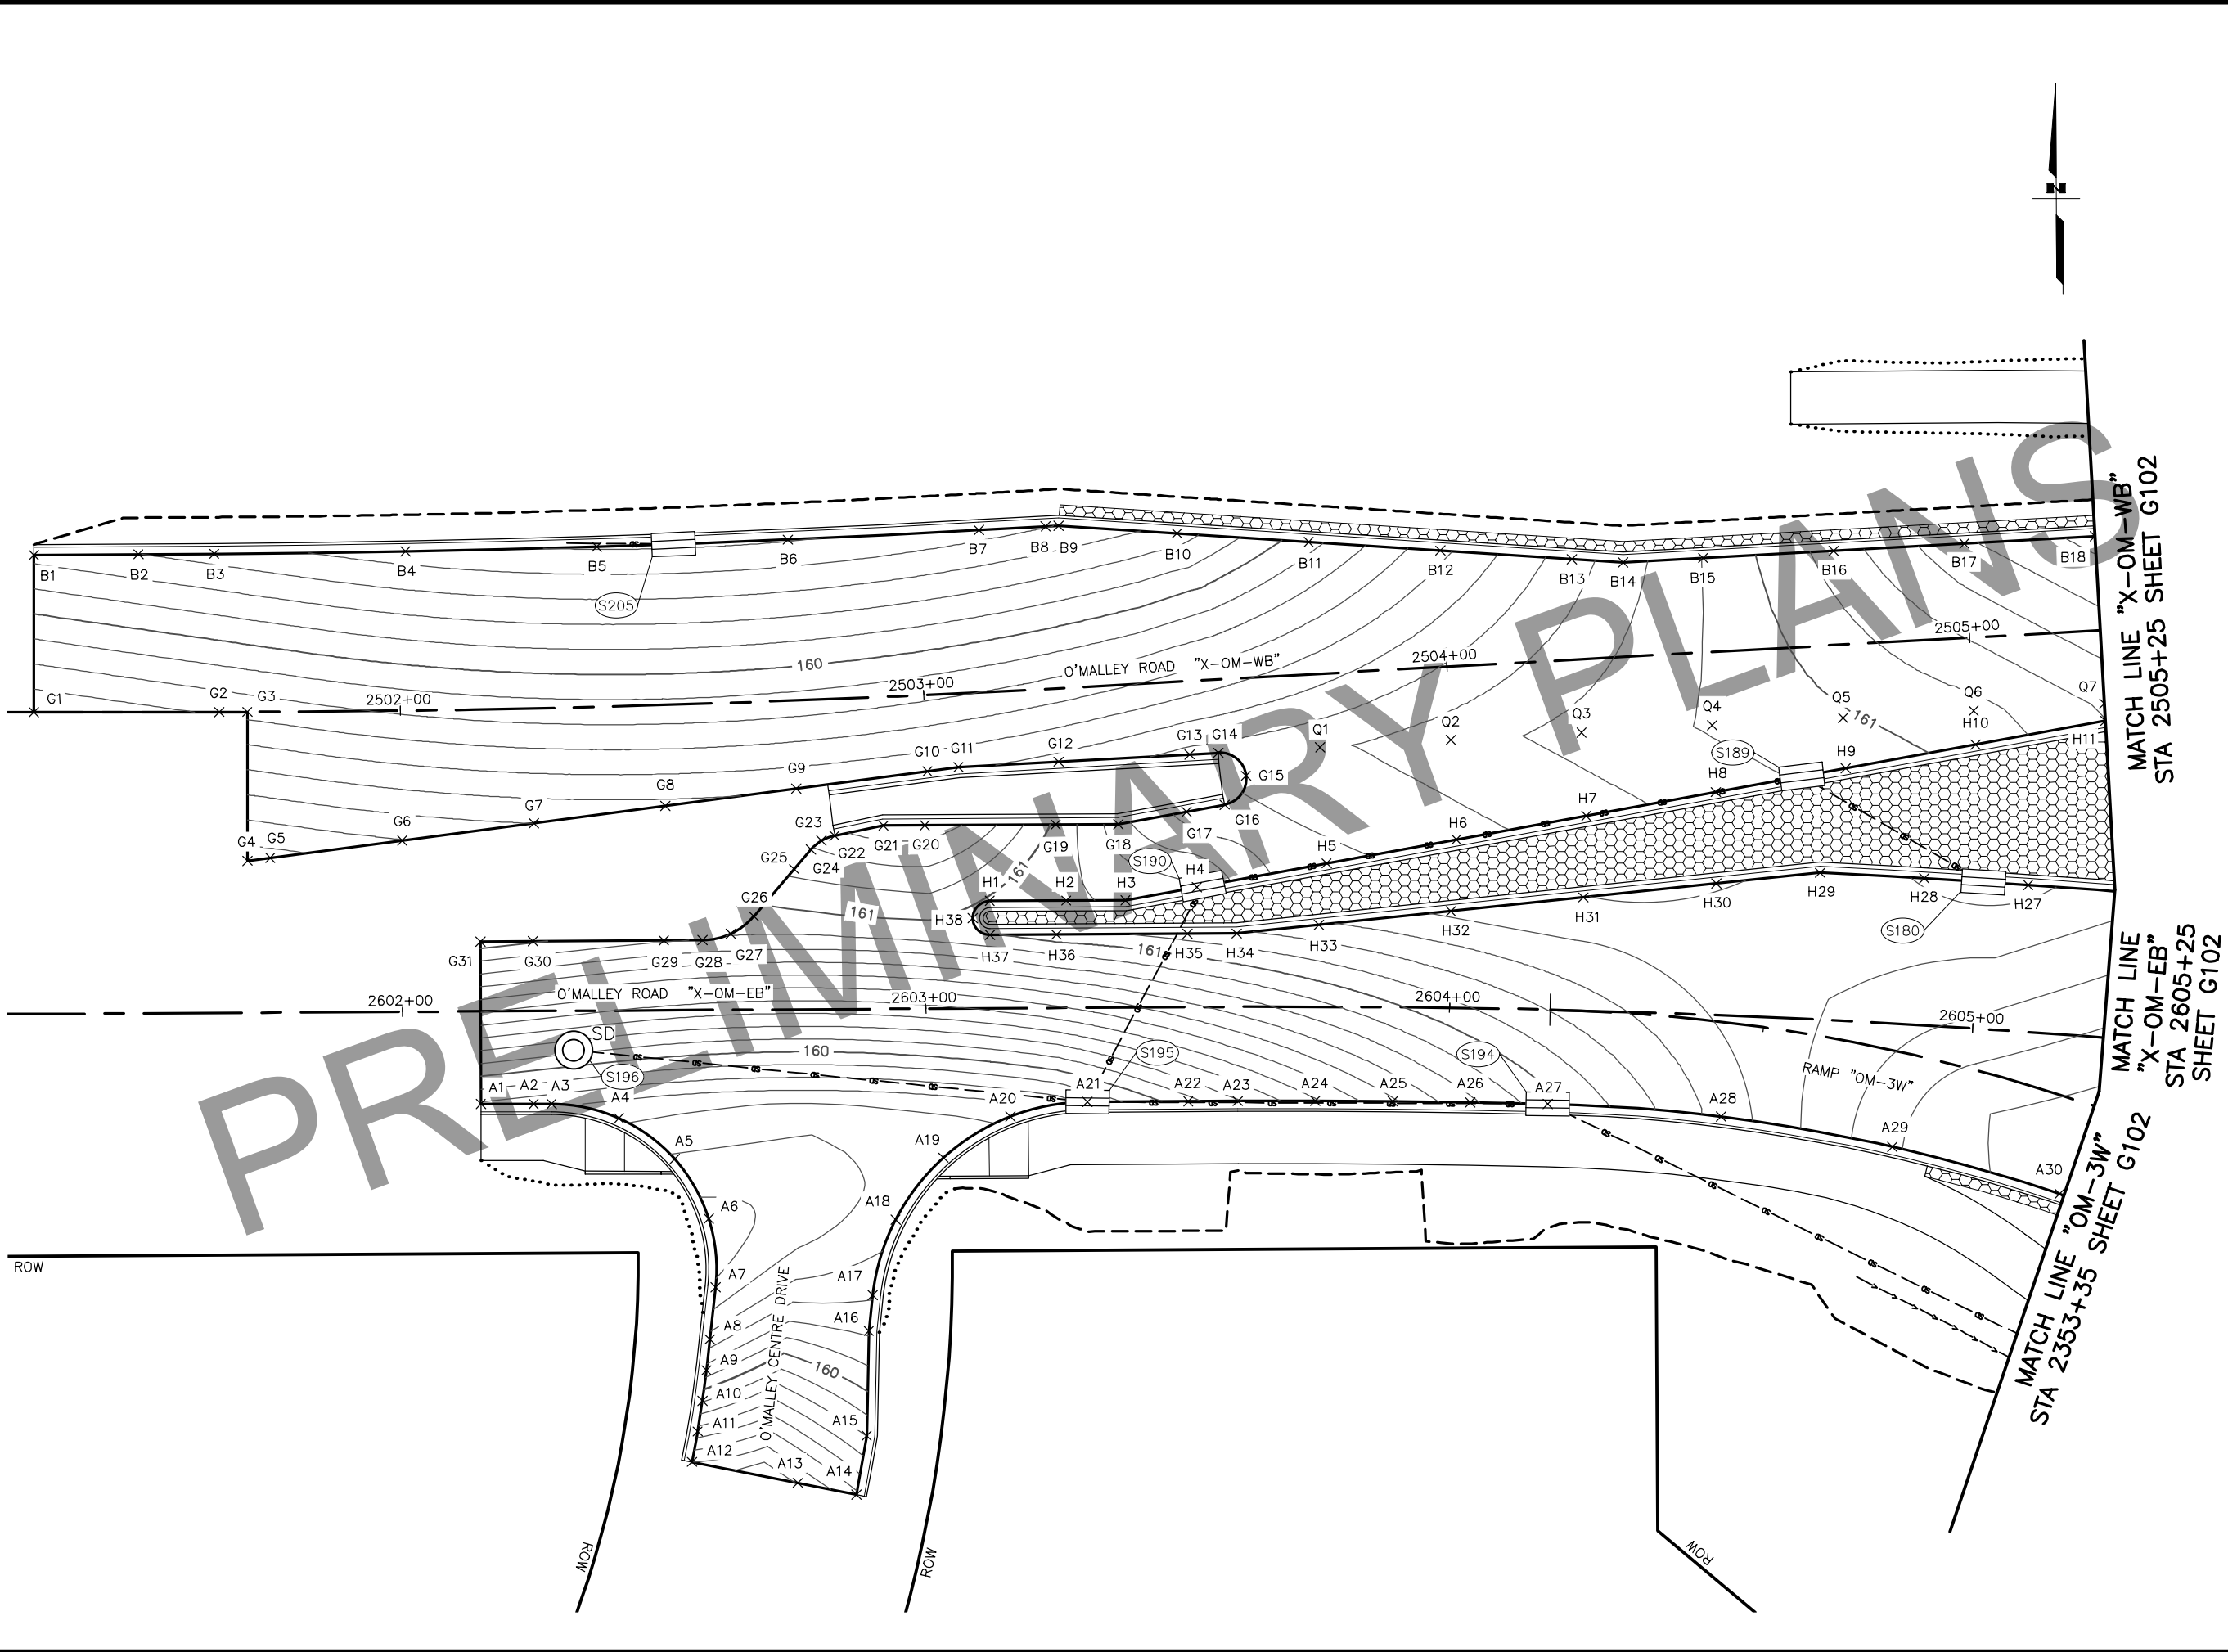 N
B1
B2
B3
B4
B5
B6
B7
B8
B9
B10
B11
B12
B13
B14
B15
B16
B17
B18
S205
160
O'MALLEY ROAD "X-OM-WB"
2502+00
2503+00
2504+00
2505+00
G1
G2
G3
G4
G5
G6
G7
G8
G9
G10
G11
G12
G13
G14
G15
G16
G17
G18
G19
G20
G21
G22
G23
G24
G25
G26
G27
G28
G29
G30
G31
Q1
Q2
Q3
Q4
Q5
Q6
Q7
161
S189
S190
H1
H2
H3
H4
H5
H6
H7
H8
H9
H10
H11
161
161
161
H38
H37
H36
H35
H34
H33
H32
H31
H30
H29
H28
H27
S180
O'MALLEY ROAD "X-OM-EB"
2602+00
2603+00
2604+00
2605+00
SD
S196
160
S195
S194
RAMP "OM-3W"
A1
A2
A3
A4
A5
A6
A7
A8
A9
A10
A11
A12
A13
A14
A15
A16
A17
A18
A19
A20
A21
A22
A23
A24
A25
A26
A27
A28
A29
A30
160
O'MALLEY CENTRE DRIVE
ROW
ROW
ROW
ROW
MATCH LINE "X-OM-WB"
STA 2505+25 SHEET G102
MATCH LINE
"X-OM-EB"
STA 2605+25
SHEET G102
MATCH LINE "OM-3W"
STA 2353+35 SHEET G102
PRELIMINARY PLANS